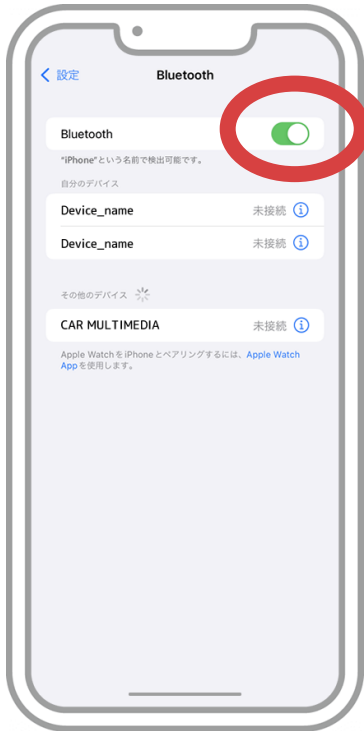 設定
Bluetooth
Bluetooth
"iPhone"という名前で検出可能です。
自分のデバイス
Device_name 未接続
Device_name 未接続
その他のデバイス
CAR MULTIMEDIA 未接続
Apple WatchをiPhoneとペアリングするには、Apple Watch
Appを使用します。